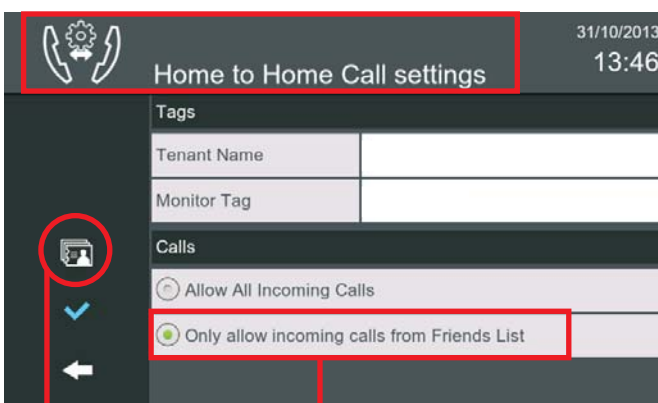 31/10/2013
13:46
Home to Home Call settings
Tags
Tenant Name
Monitor Tag
Calls
Allow All Incoming Calls
Only allow incoming calls from Friends List